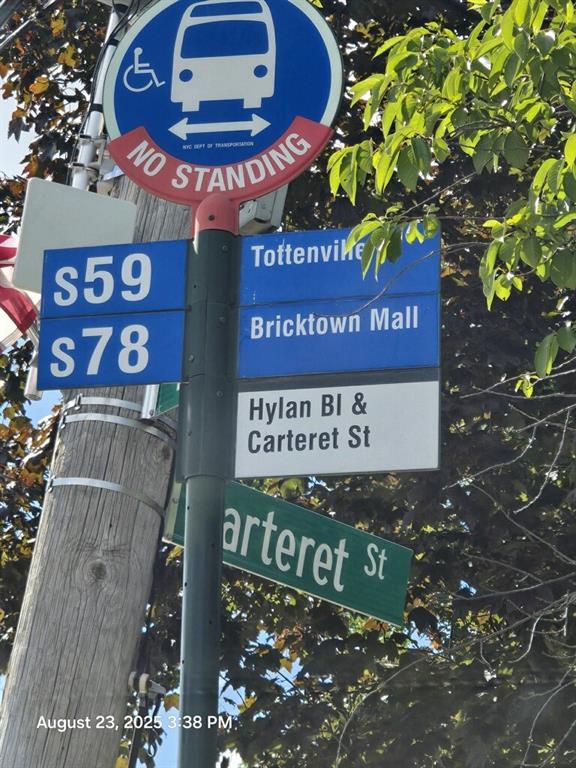 NYC DEPT OF TRANSPORTATION
NO STANDING
S59
Tottenville
S78
Bricktown Mall
Hylan Bl &
Carteret St
arteret St
August 23, 2025 3:38 PM